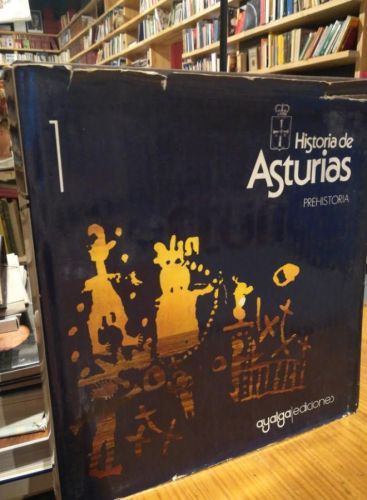 1
Historia de
Asturias
PREHISTORIA
ayalga ediciones